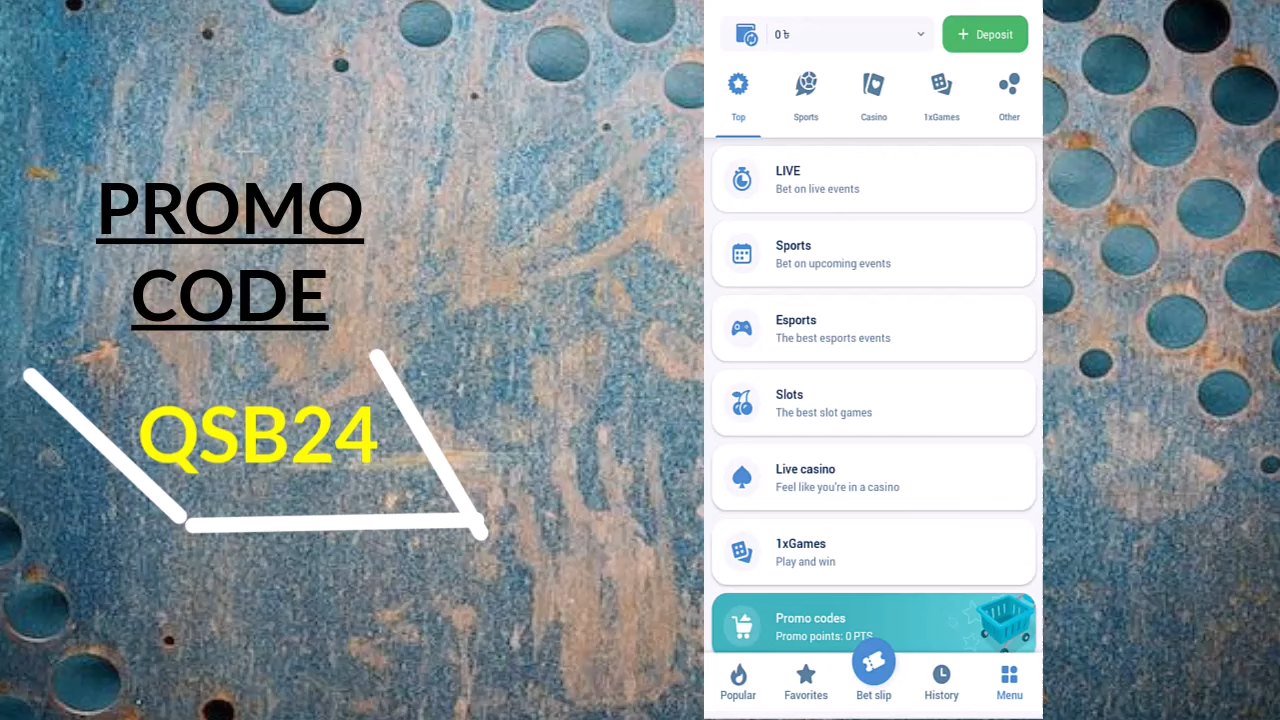 PROMO
CODE
QSB24
0 ৳
Deposit
Top
Sports
Casino
1xGames
Other
LIVE
Bet on live events
Sports
Bet on upcoming events
Esports
The best esports events
Slots
The best slot games
Live casino
Feel like you're in a casino
1xGames
Play and win
Promo codes
Promo points: 0 PTS
Popular
Favorites
Bet slip
History
Menu